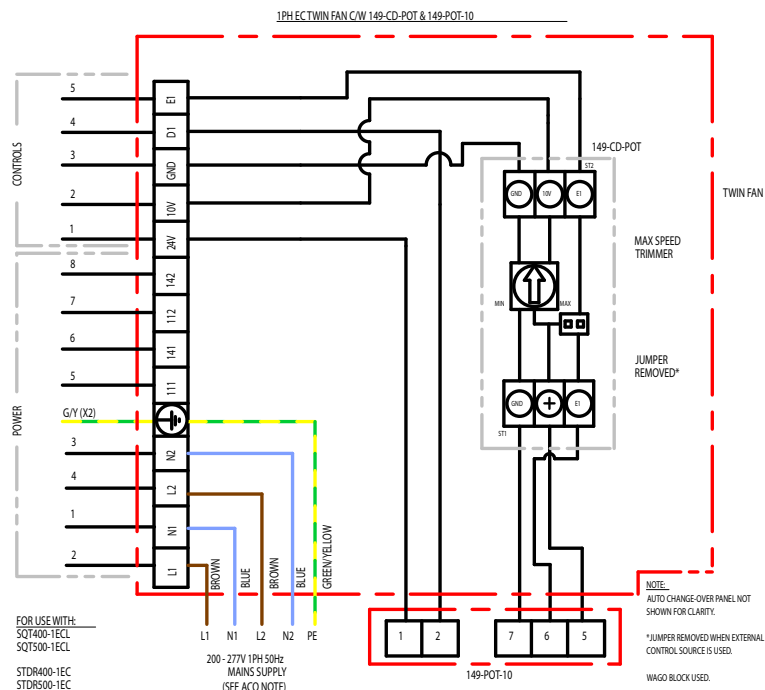 1PH EC TWIN FAN C/W 149-CD-POT & 149-POT-10
CONTROLS
5
4
3
2
1
POWER
8
7
6
5
G/Y (X2)
3
4
1
2
E1
D1
GND
10V
24V
142
112
141
111
N2
L2
N1
L1
149-CD-POT
ST2
GND
10V
E1
TWIN FAN
MAX SPEED
TRIMMER
MIN
MAX
JUMPER
REMOVED*
GND
+
E1
ST1
BROWN
BLUE
BROWN
BLUE
GREEN/YELLOW
L1 N1 L2 N2 PE
200 - 277V 1PH 50Hz
MAINS SUPPLY
(SEE ACO NOTE)
1 2
7 6 5
149-POT-10
NOTE:
AUTO CHANGE-OVER PANEL NOT
SHOWN FOR CLARITY.
*JUMPER REMOVED WHEN EXTERNAL
CONTROL SOURCE IS USED.
WAGO BLOCK USED.
FOR USE WITH:
SQT400-1ECL
SQT500-1ECL
STDR400-1EC
STDR500-1EC